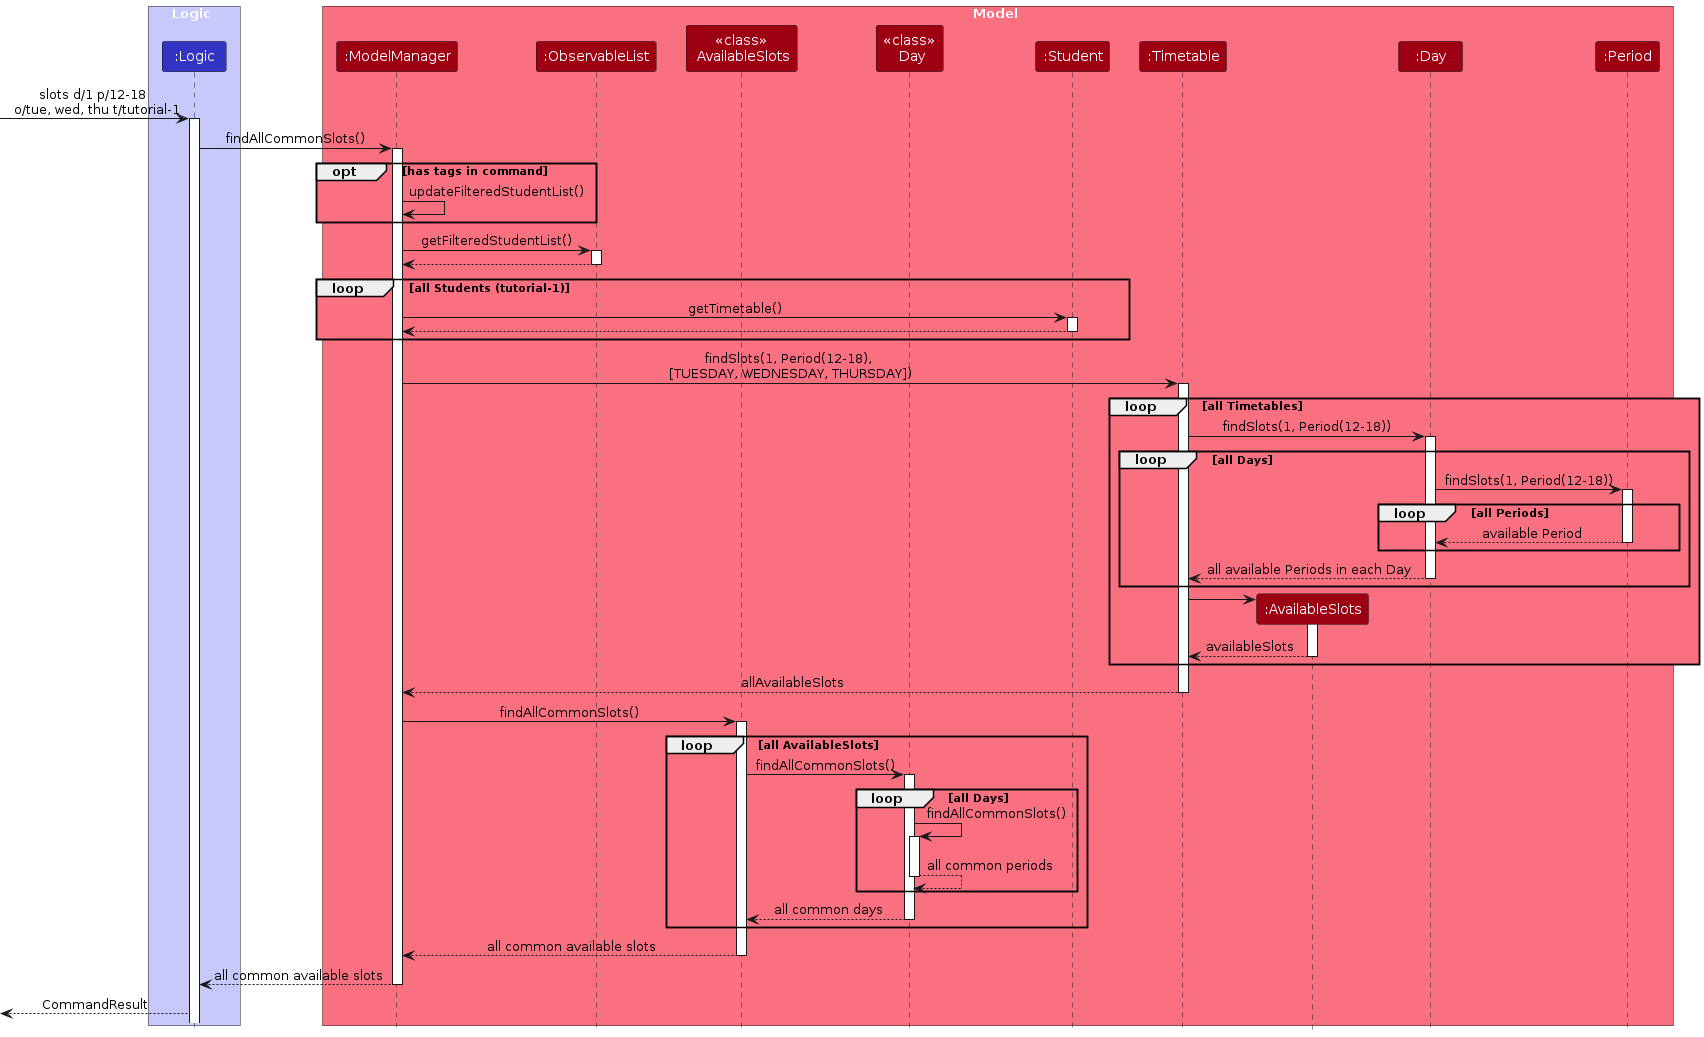 Logic
Model
:Logic
:ModelManager
:ObservableList
«class»
AvailableSlots
«class»
Day
:Student
:Timetable
:Day
:Period
slots d/1 p/12-18
o/tue, wed, thu t/tutorial-1
findAllCommonSlots()
opt
[has tags in command]
updateFilteredStudentList()
getFilteredStudentList()
loop
[all Students (tutorial-1)]
getTimetable()
findSlots(1, Period(12-18),
[TUESDAY, WEDNESDAY, THURSDAY])
loop
[all Timetables]
findSlots(1, Period(12-18))
loop
[all Days]
findSlots(1, Period(12-18))
loop
[all Periods]
available Period
all available Periods in each Day
:AvailableSlots
availableSlots
allAvailableSlots
findAllCommonSlots()
loop
[all AvailableSlots]
findAllCommonSlots()
loop
[all Days]
findAllCommonSlots()
all common periods
all common days
all common available slots
all common available slots
CommandResult